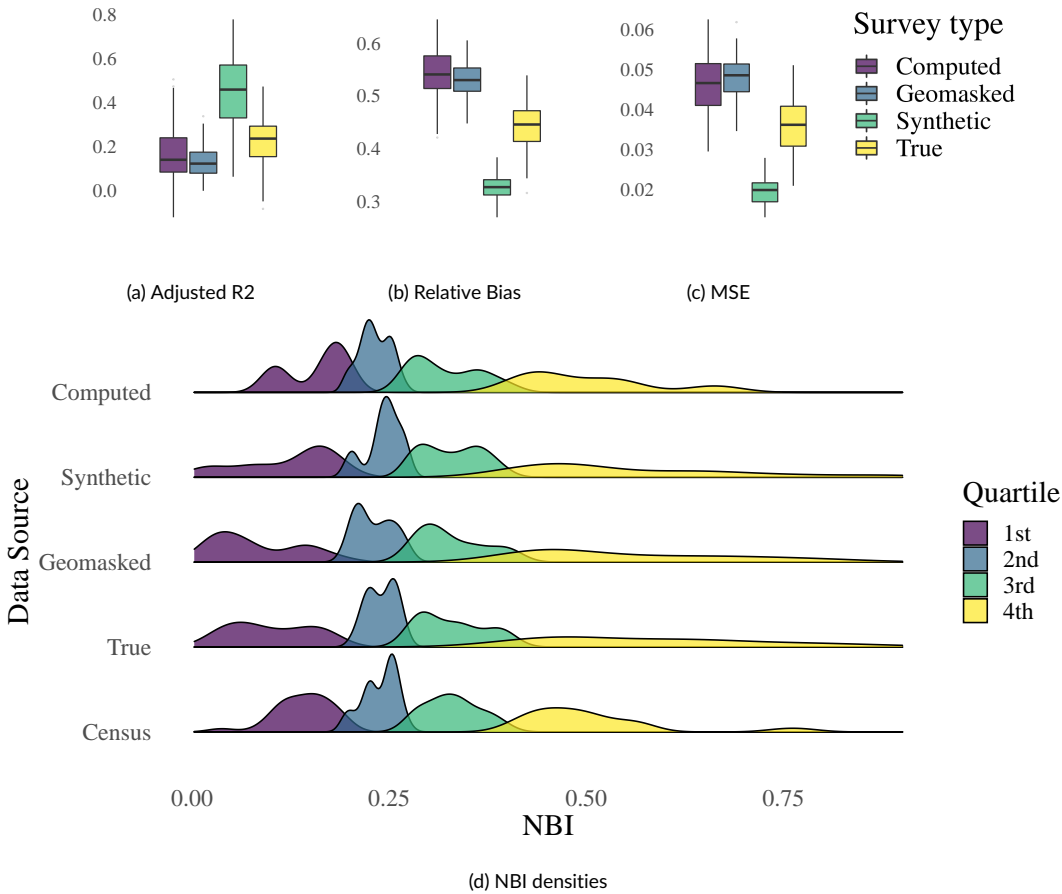 0.8
0.6
0.4
0.2
0.0
(a) Adjusted R2
0.6
0.5
0.4
0.3
(b) Relative Bias
0.06
0.05
0.04
0.03
0.02
(c) MSE
Survey type
Computed
Geomasked
Synthetic
True
Data Source
Computed
Synthetic
Geomasked
True
Census
0.00 0.25 0.50 0.75
NBI
Quartile
1st
2nd
3rd
4th
(d) NBI densities